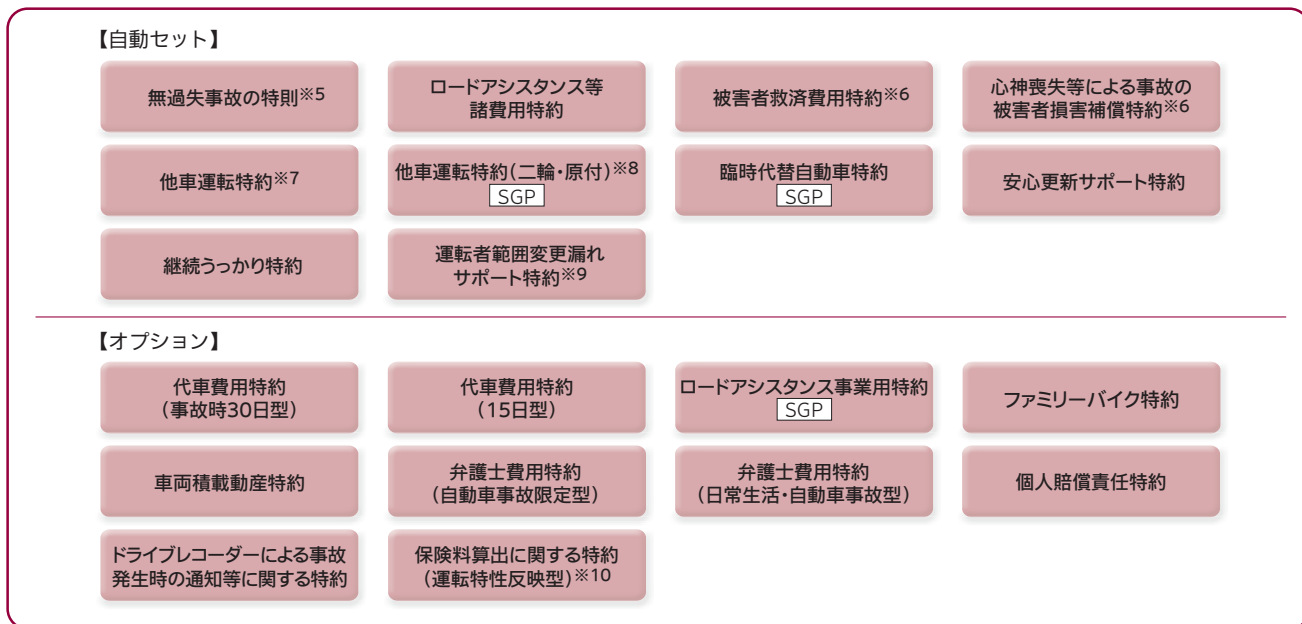 【自動セット】
無過失事故の特則※5
ロードアシスタンス等
諸費用特約
被害者救済費用特約※6
心神喪失等による事故の
被害者損害補償特約※6
他車運転特約※7
他車運転特約(二輪・原付)※8
SGP
臨時代替自動車特約
SGP
安心更新サポート特約
継続うっかり特約
運転者範囲変更漏れ
サポート特約※9
【オプション】
代車費用特約
(事故時30日型)
代車費用特約
(15日型)
ロードアシスタンス事業用特約
SGP
ファミリーバイク特約
車両積載動産特約
弁護士費用特約
(自動車事故限定型)
弁護士費用特約
(日常生活・自動車事故型)
個人賠償責任特約
ドライブレコーダーによる事故
発生時の通知等に関する特約
保険料算出に関する特約
(運転特性反映型)※10